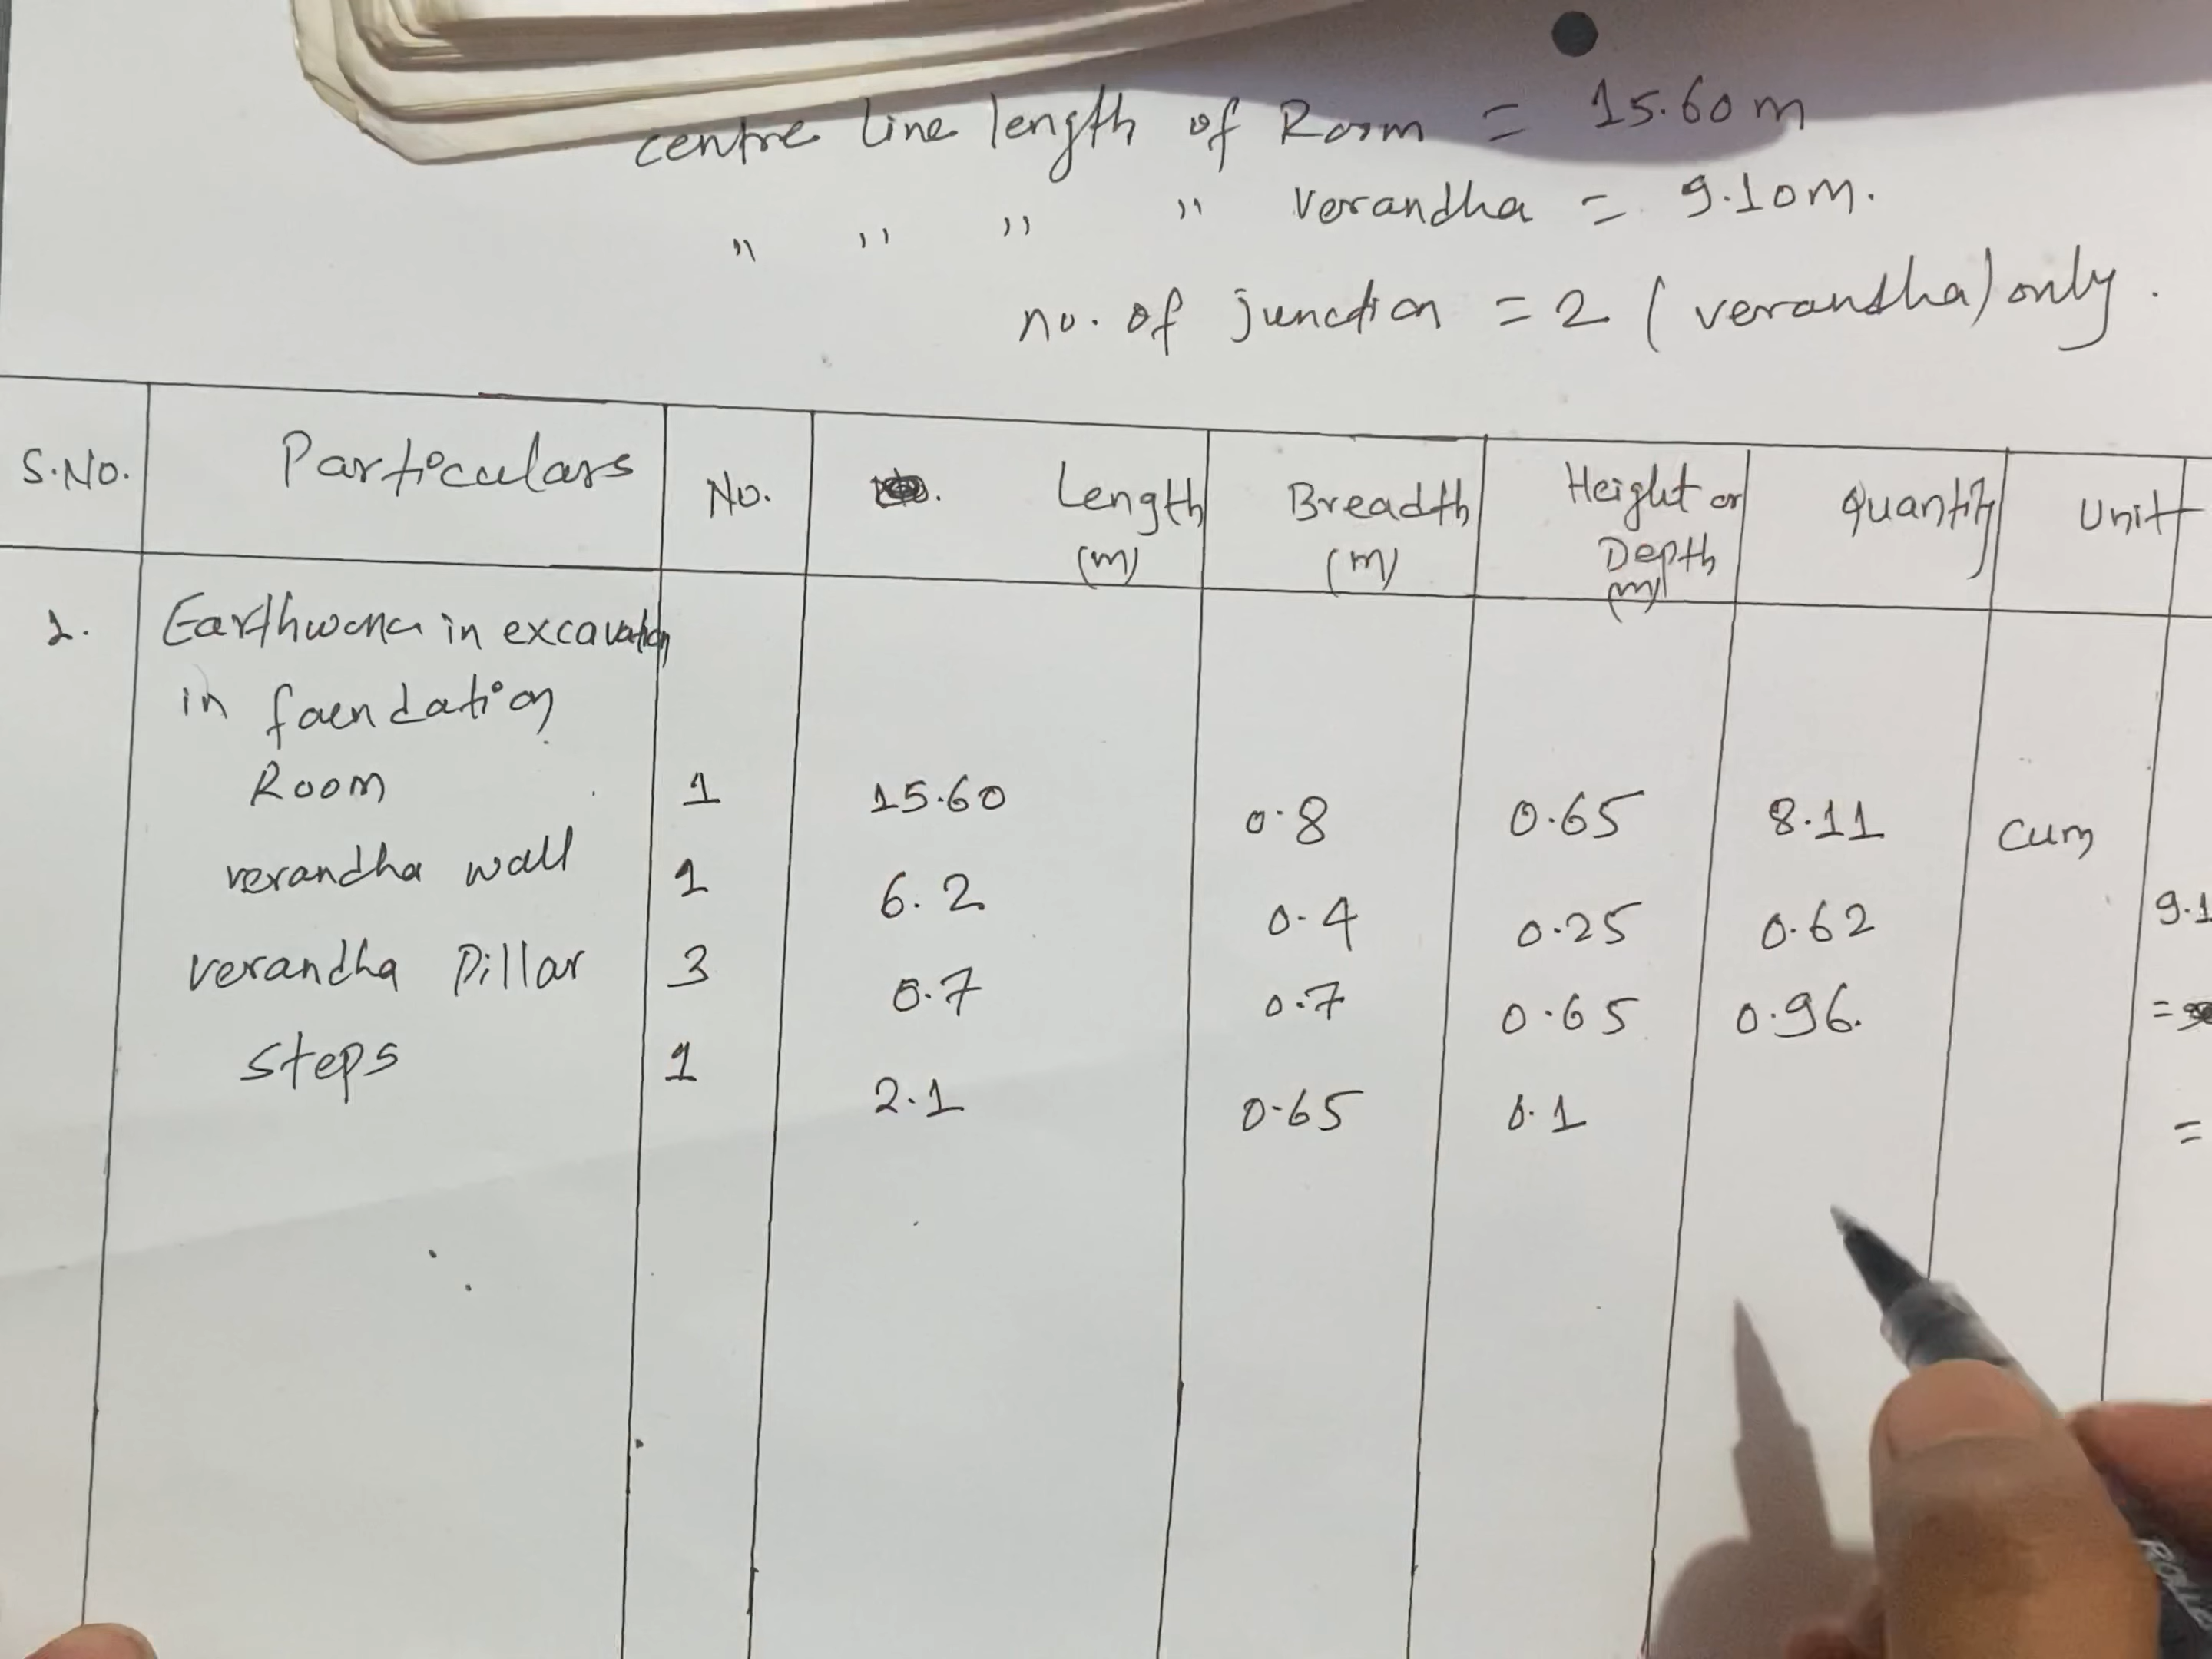 centre line length of Room = 15.60 m
" " " " verandha = 9.10m.
no. of junction = 2 (verandha) only.
S.No. Particulars No. Length (m) Breadth (m) Height or Depth (m) Quantity Unit
1. Earthwork in excavation
in foundation
Room 1 15.60 0.8 0.65 8.11 Cum
verandha wall 1 6.2 0.4 0.25 0.62 9.1
verandha Pillar 3 0.7 0.7 0.65 0.96. =
steps 1 2.1 0.65 0.1 =